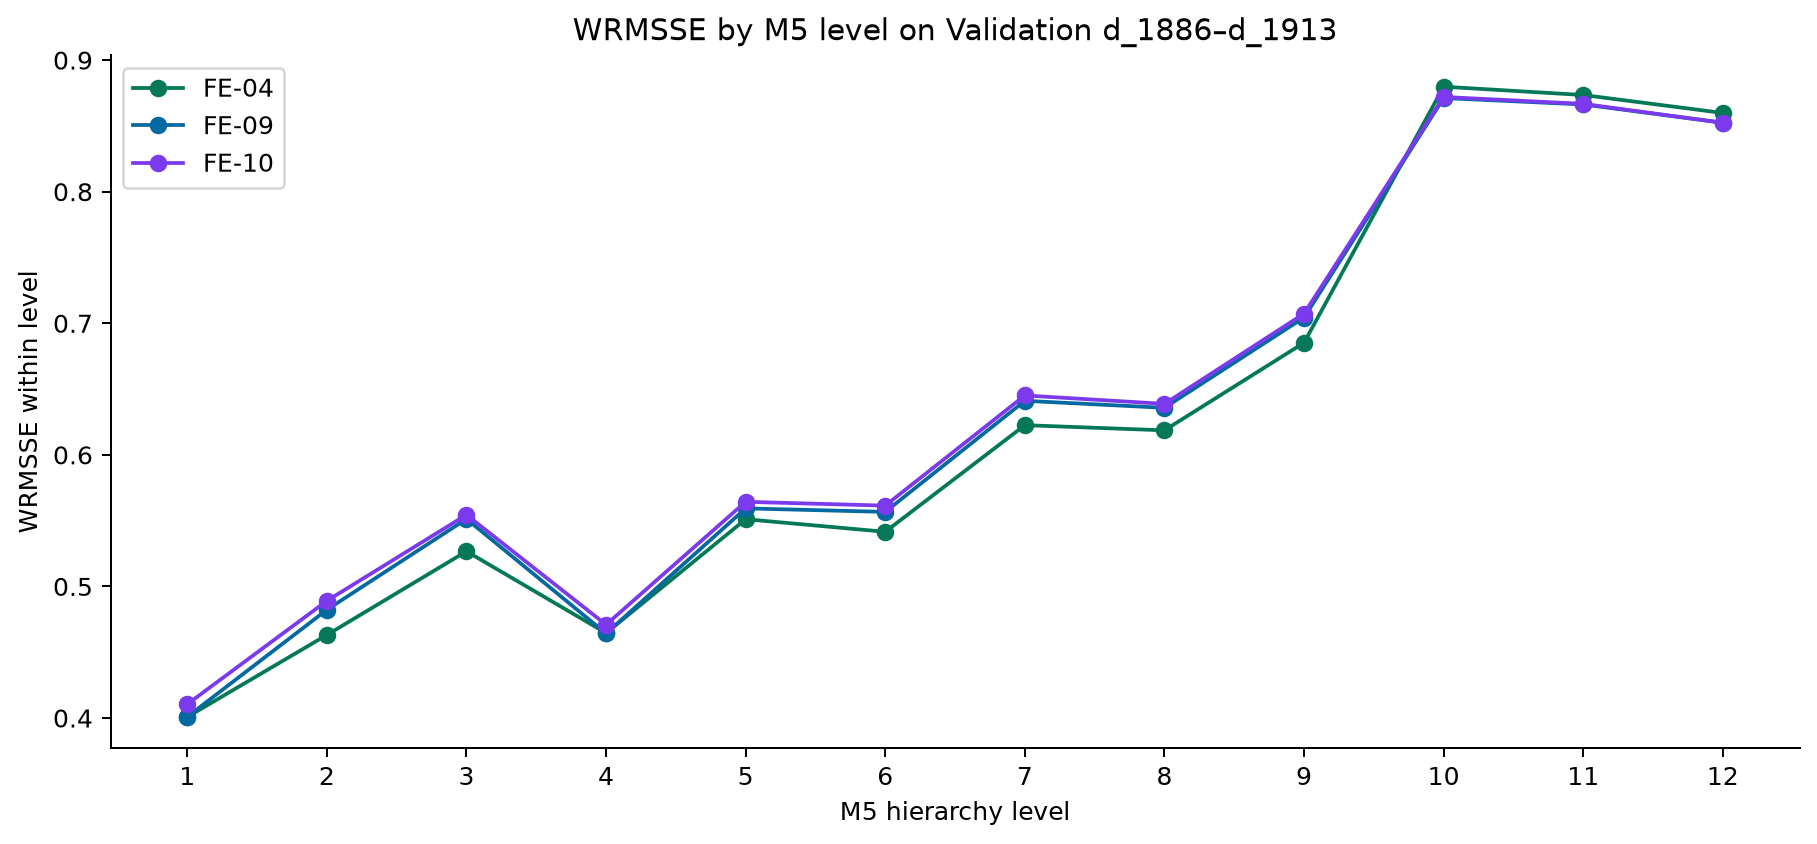 WRMSSE by M5 level on Validation d_1886–d_1913
FE-04
FE-09
FE-10
WRMSSE within level
0.9
0.8
0.7
0.6
0.5
0.4
1 2 3 4 5 6 7 8 9 10 11 12
M5 hierarchy level